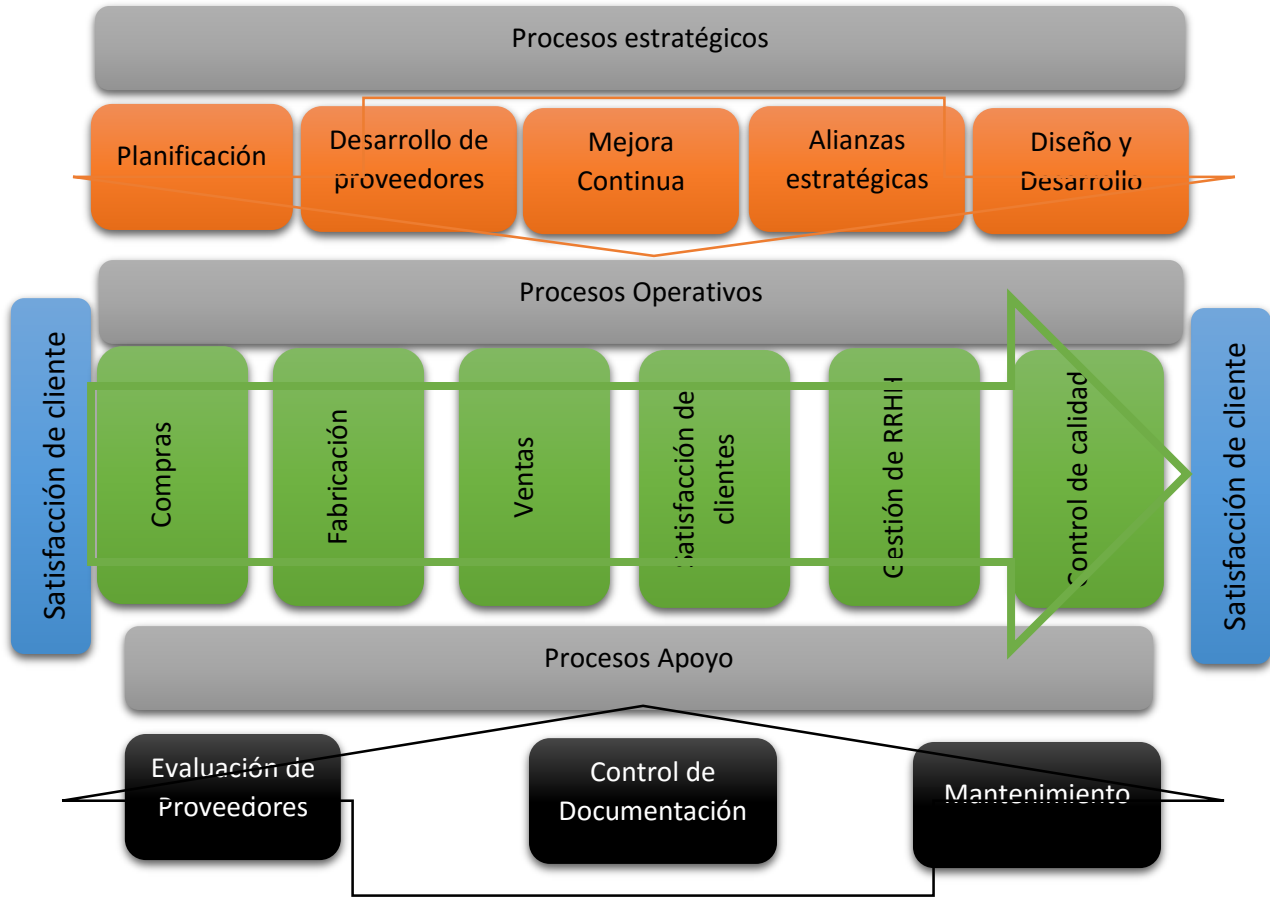 Procesos estratégicos
Planificación
Desarrollo de
proveedores
Mejora
Continua
Alianzas
estratégicas
Diseño y
Desarrollo
Procesos Operativos
Satisfacción de cliente
Compras
Fabricación
Ventas
Satisfacción de
clientes
Gestión de RRHH
Control de calidad
Satisfacción de cliente
Procesos Apoyo
Evaluación de
Proveedores
Control de
Documentación
Mantenimiento